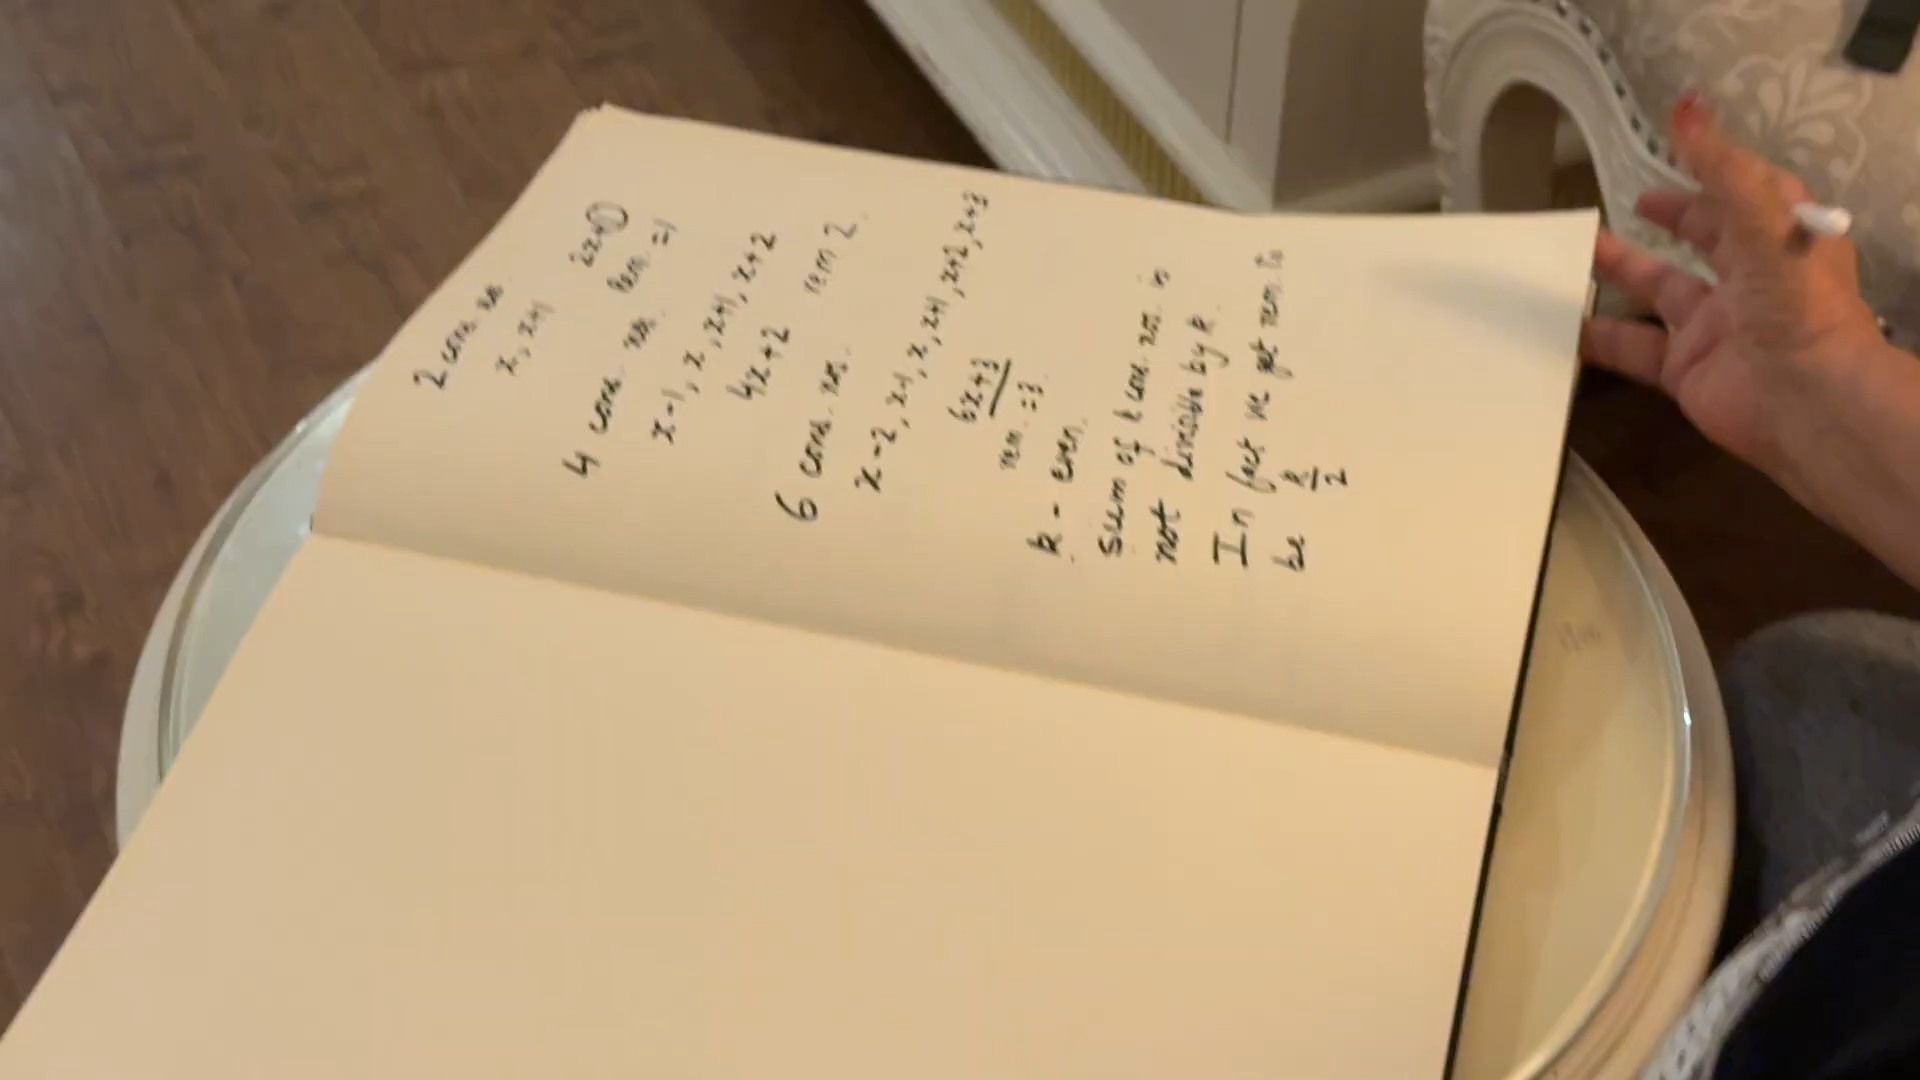 2 cons. nos.
x, x+1
2x+1
Rem. =1
4 cons. nos.
x-1, x, x+1, x+2
4x+2
rem 2.
6 cons. nos.
x-2, x-1, x, x+1, x+2, x+3
6x+3
rem. =3.
k - even.
Sum of k cons. nos. is
not divisible by k.
In fact we get rem. to
be k/2